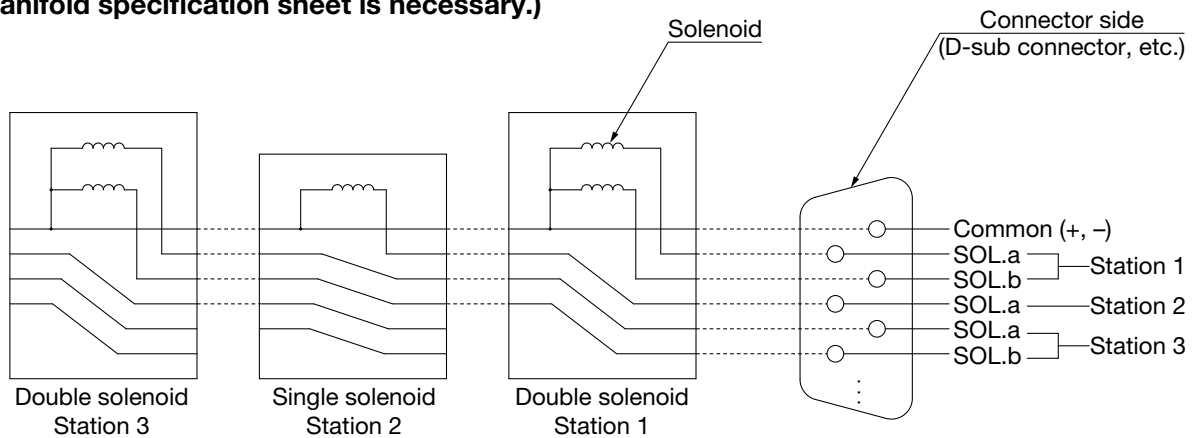 anifold specification sheet is necessary.)
Solenoid
Connector side
(D-sub connector, etc.)
Common (+, –)
SOL.a
SOL.b
Station 1
SOL.a
Station 2
SOL.a
SOL.b
Station 3
Double solenoid
Station 3
Single solenoid
Station 2
Double solenoid
Station 1